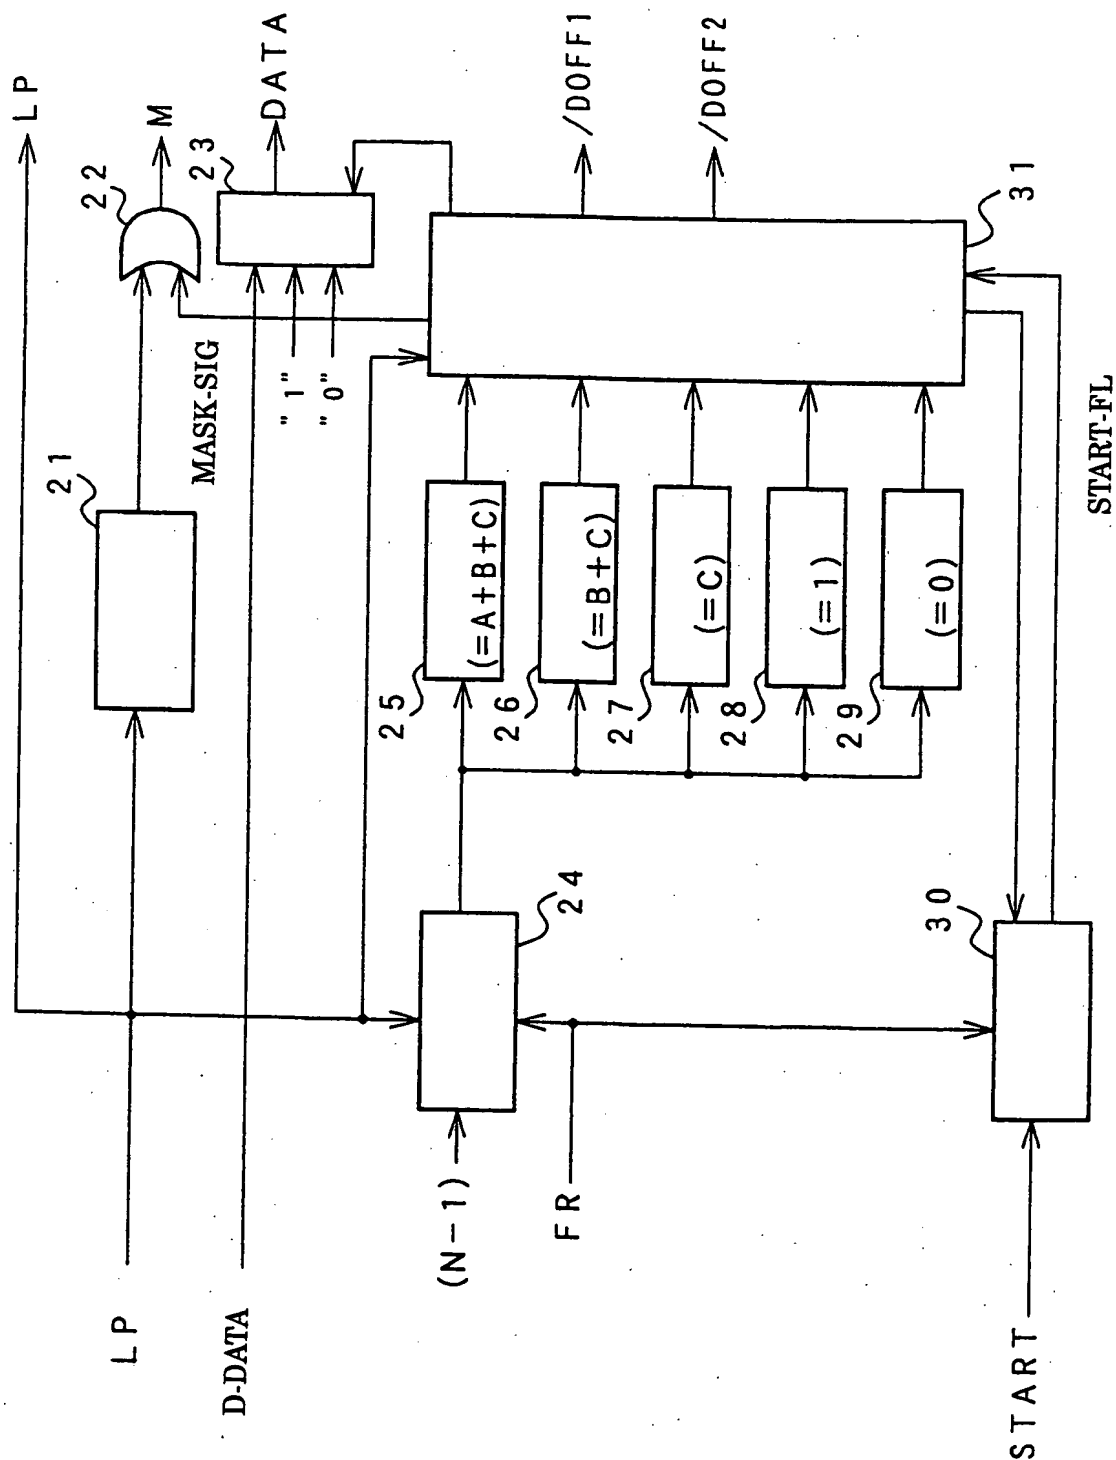 LP
M
DATA
/DOFF1
/DOFF2
22
23
31
MASK-SIG
"1"
"0"
21
START-FL
(=A+B+C)
(=B+C)
(=C)
(=1)
(=0)
25
26
27
28
29
24
30
(N-1)
FR
LP
D-DATA
START